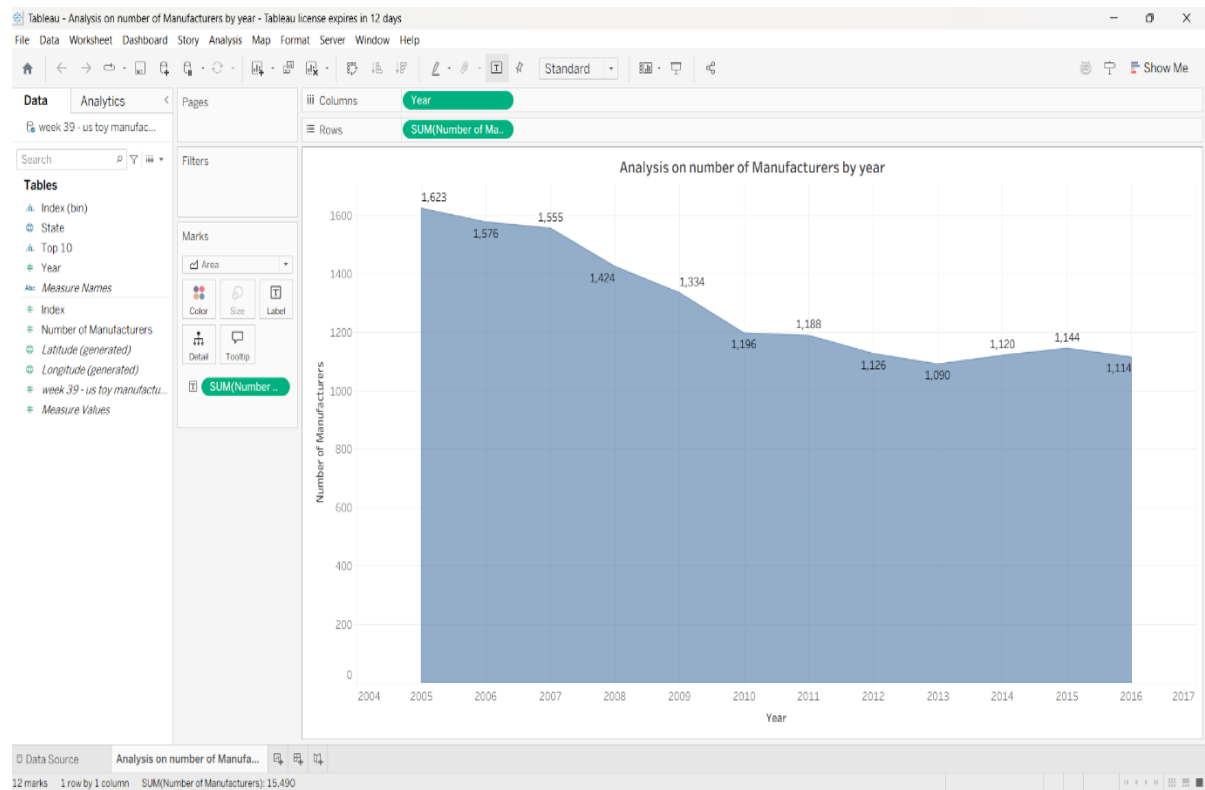 Tableau - Analysis on number of Manufacturers by year - Tableau license expires in 12 days
File Data Worksheet Dashboard Story Analysis Map Format Server Window Help
Standard
Show Me
Data Analytics
week 39 - us toy manufac...
Search
Tables
Index (bin)
State
Top 10
Year
Abc Measure Names
Index
Number of Manufacturers
Latitude (generated)
Longitude (generated)
week 39 - us toy manufactu...
Measure Values
Pages
Filters
Marks
Area
Color Size Label
Detail Tooltip
SUM(Number ..
Columns Year
Rows SUM(Number of Ma..
Analysis on number of Manufacturers by year
Number of Manufacturers
1600
1400
1200
1000
800
600
400
200
0
1,623
1,576
1,555
1,424
1,334
1,196
1,188
1,126
1,090
1,120
1,144
1,114
2004 2005 2006 2007 2008 2009 2010 2011 2012 2013 2014 2015 2016 2017
Year
Data Source Analysis on number of Manufa...
12 marks 1 row by 1 column SUM(Number of Manufacturers): 15,490